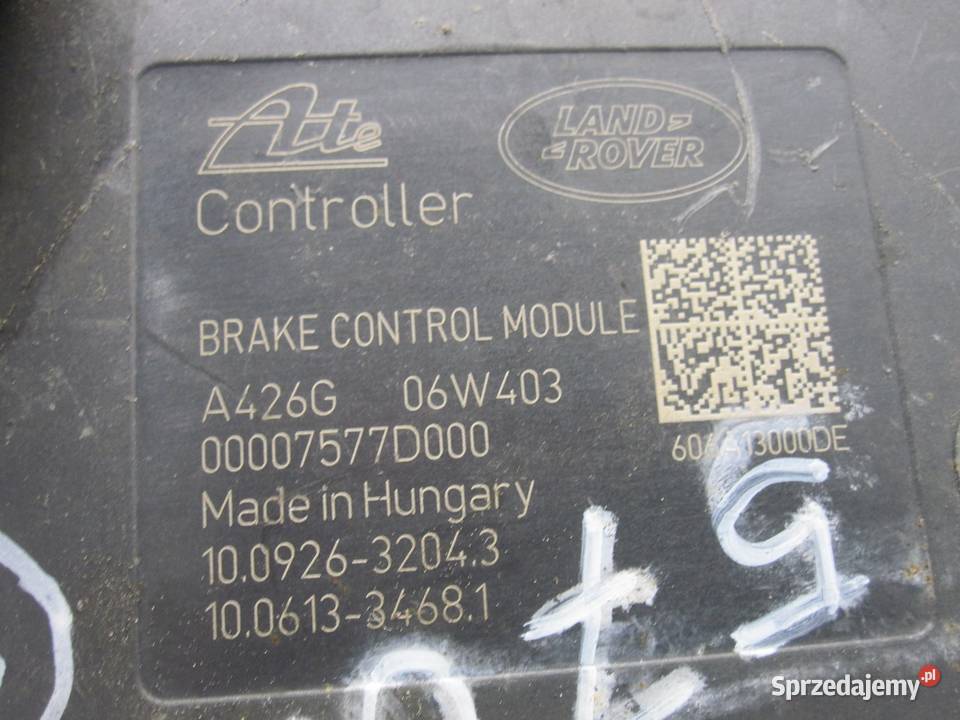 Ate
LAND ROVER
Controller
BRAKE CONTROL MODULE
A426G 06W403
00007577D000
Made in Hungary
10.0926-3204.3
10.0613-3468.1
Sprzedajemy.pl